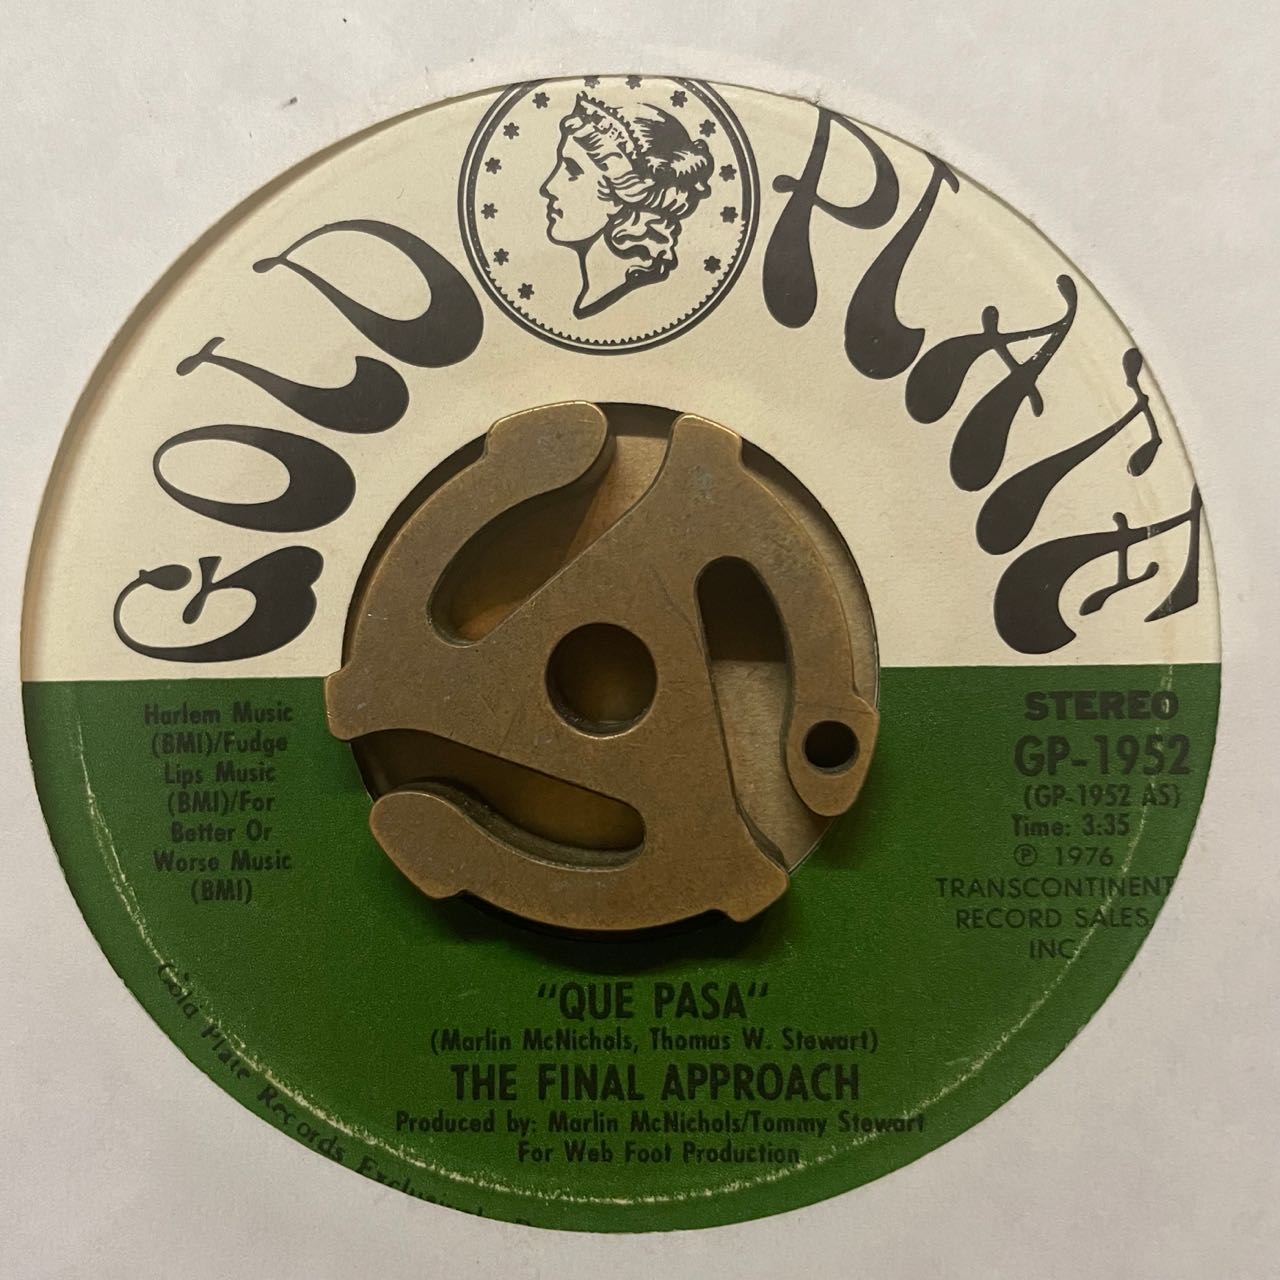 GOLD PLATE
Harlem Music
(BMI)/Fudge
Lips Music
(BMI)/For
Better Or
Worse Music
(BMI)
STEREO
GP-1952
(GP-1952 AS)
Time: 3:35
℗ 1976
TRANSCONTINENT
RECORD SALES
INC
"QUE PASA"
(Marlin McNichols, Thomas W. Stewart)
THE FINAL APPROACH
Produced by: Marlin McNichols/Tommy Stewart
For Web Foot Production
Gold Plate Records